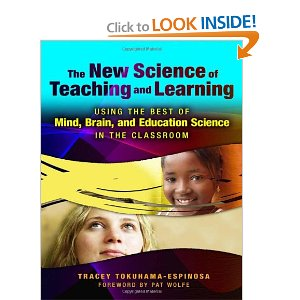 Click to LOOK INSIDE!
The New Science of
Teaching and Learning
USING THE BEST OF
Mind, Brain, and Education Science
IN THE CLASSROOM
TRACEY TOKUHAMA-ESPINOSA
FOREWORD BY PAT WOLFE